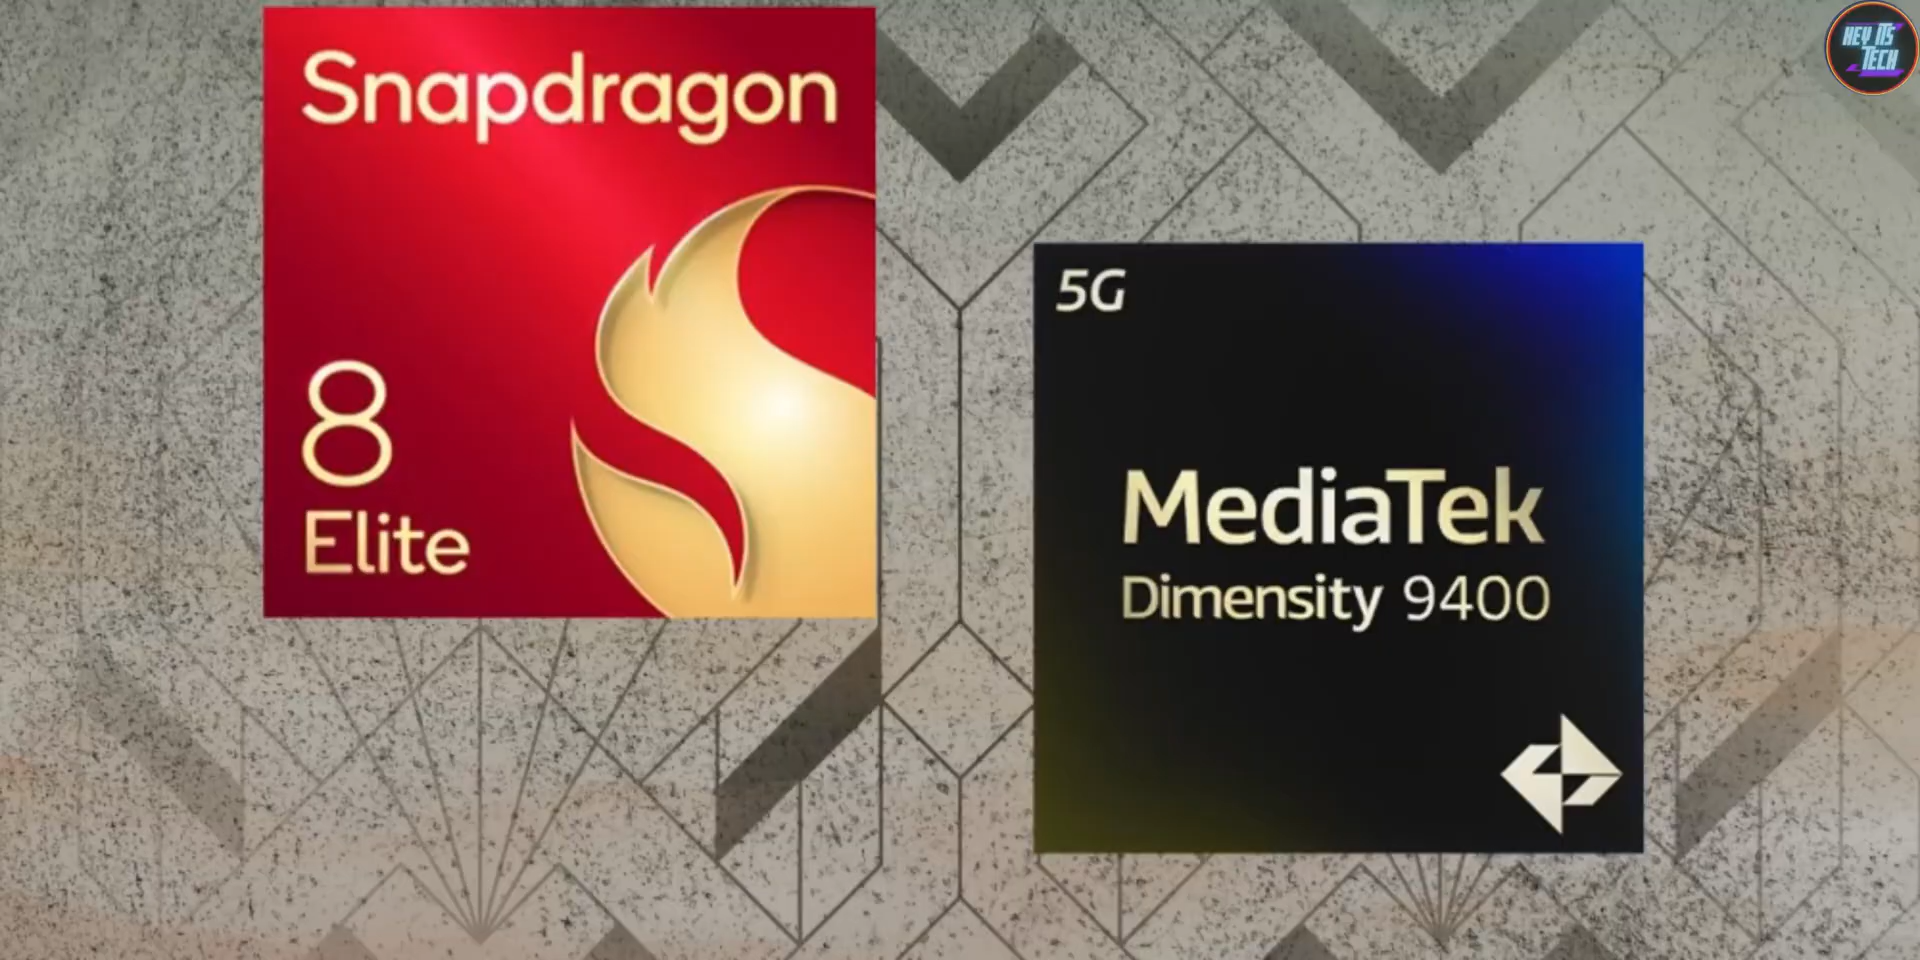 Snapdragon
8
Elite
5G
MediaTek
Dimensity 9400
HEY ITS
TECH